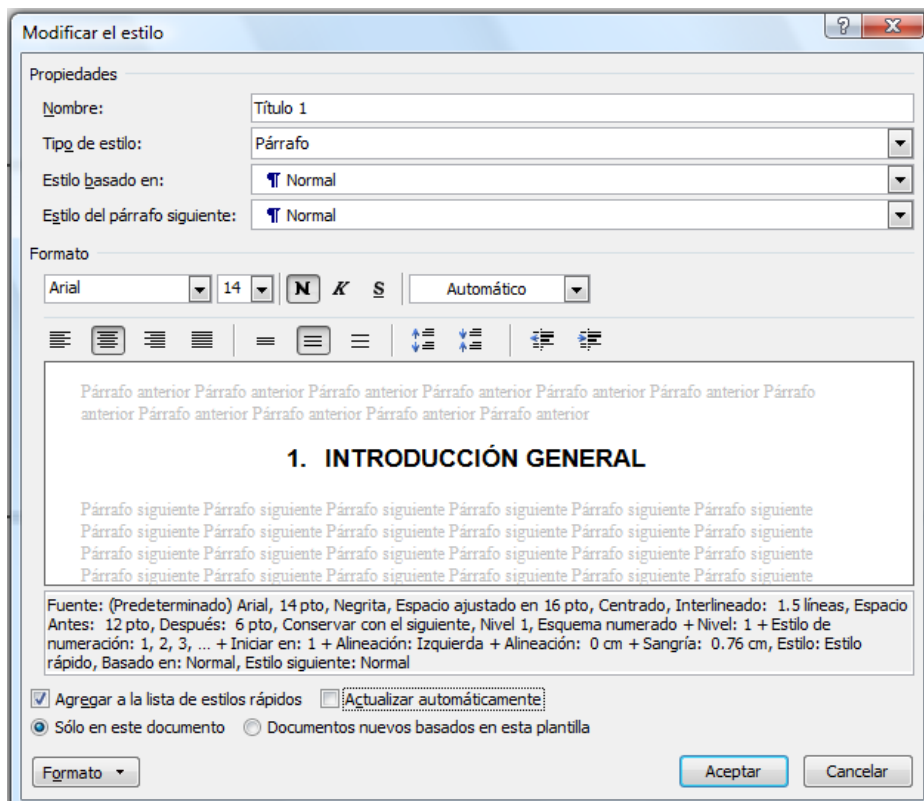 Modificar el estilo
Propiedades
Nombre: Título 1
Tipo de estilo: Párrafo
Estilo basado en: ¶ Normal
Estilo del párrafo siguiente: ¶ Normal
Formato
Arial 14 N K S Automático
Párrafo anterior Párrafo anterior Párrafo anterior Párrafo anterior Párrafo anterior Párrafo anterior Párrafo
anterior Párrafo anterior Párrafo anterior Párrafo anterior Párrafo anterior
1. INTRODUCCIÓN GENERAL
Párrafo siguiente Párrafo siguiente Párrafo siguiente Párrafo siguiente Párrafo siguiente Párrafo siguiente
Párrafo siguiente Párrafo siguiente Párrafo siguiente Párrafo siguiente Párrafo siguiente Párrafo siguiente
Párrafo siguiente Párrafo siguiente Párrafo siguiente Párrafo siguiente Párrafo siguiente Párrafo siguiente
Párrafo siguiente Párrafo siguiente Párrafo siguiente Párrafo siguiente Párrafo siguiente Párrafo siguiente
Fuente: (Predeterminado) Arial, 14 pto, Negrita, Espacio ajustado en 16 pto, Centrado, Interlineado: 1.5 líneas, Espacio
Antes: 12 pto, Después: 6 pto, Conservar con el siguiente, Nivel 1, Esquema numerado + Nivel: 1 + Estilo de
numeración: 1, 2, 3, ... + Iniciar en: 1 + Alineación: Izquierda + Alineación: 0 cm + Sangría: 0.76 cm, Estilo: Estilo
rápido, Basado en: Normal, Estilo siguiente: Normal
Agregar a la lista de estilos rápidos Actualizar automáticamente
Sólo en este documento Documentos nuevos basados en esta plantilla
Formato Aceptar Cancelar